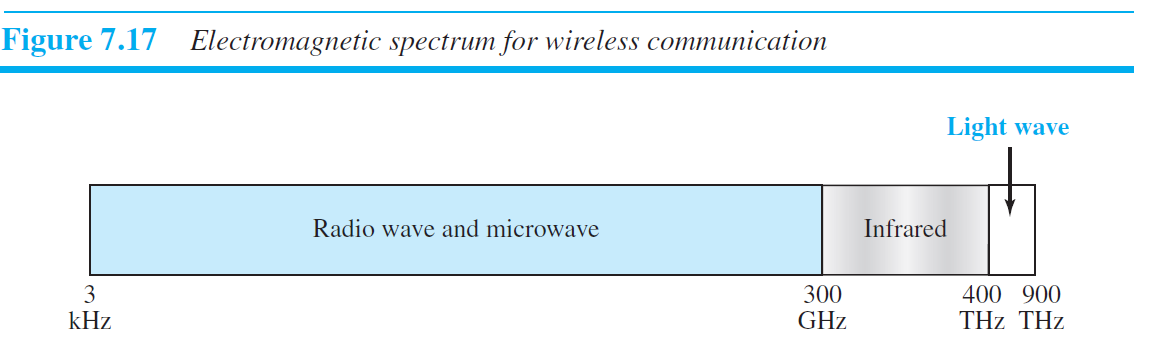 Figure 7.17 Electromagnetic spectrum for wireless communication
Light wave
Radio wave and microwave
Infrared
3
kHz
300
GHz
400
THz
900
THz